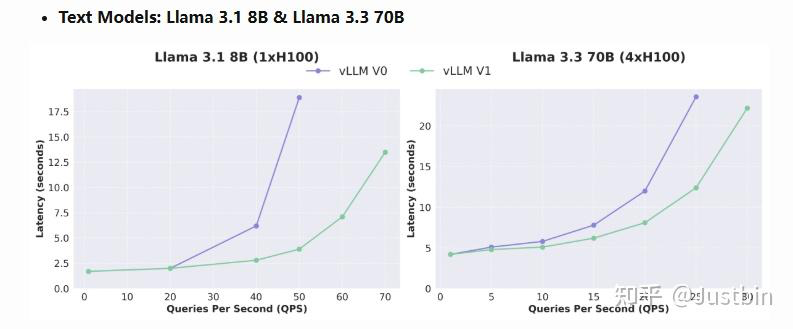 • Text Models: Llama 3.1 8B & Llama 3.3 70B
Llama 3.1 8B (1xH100)
Llama 3.3 70B (4xH100)
vLLM V0
vLLM V1
Latency (seconds)
17.5
15.0
12.5
10.0
7.5
5.0
2.5
0.0
0 10 20 30 40 50 60 70
Queries Per Second (QPS)
Latency (seconds)
20
15
10
5
0
0 5 10 15 20 25 30
Queries Per Second (QPS)
知乎 @Justbin